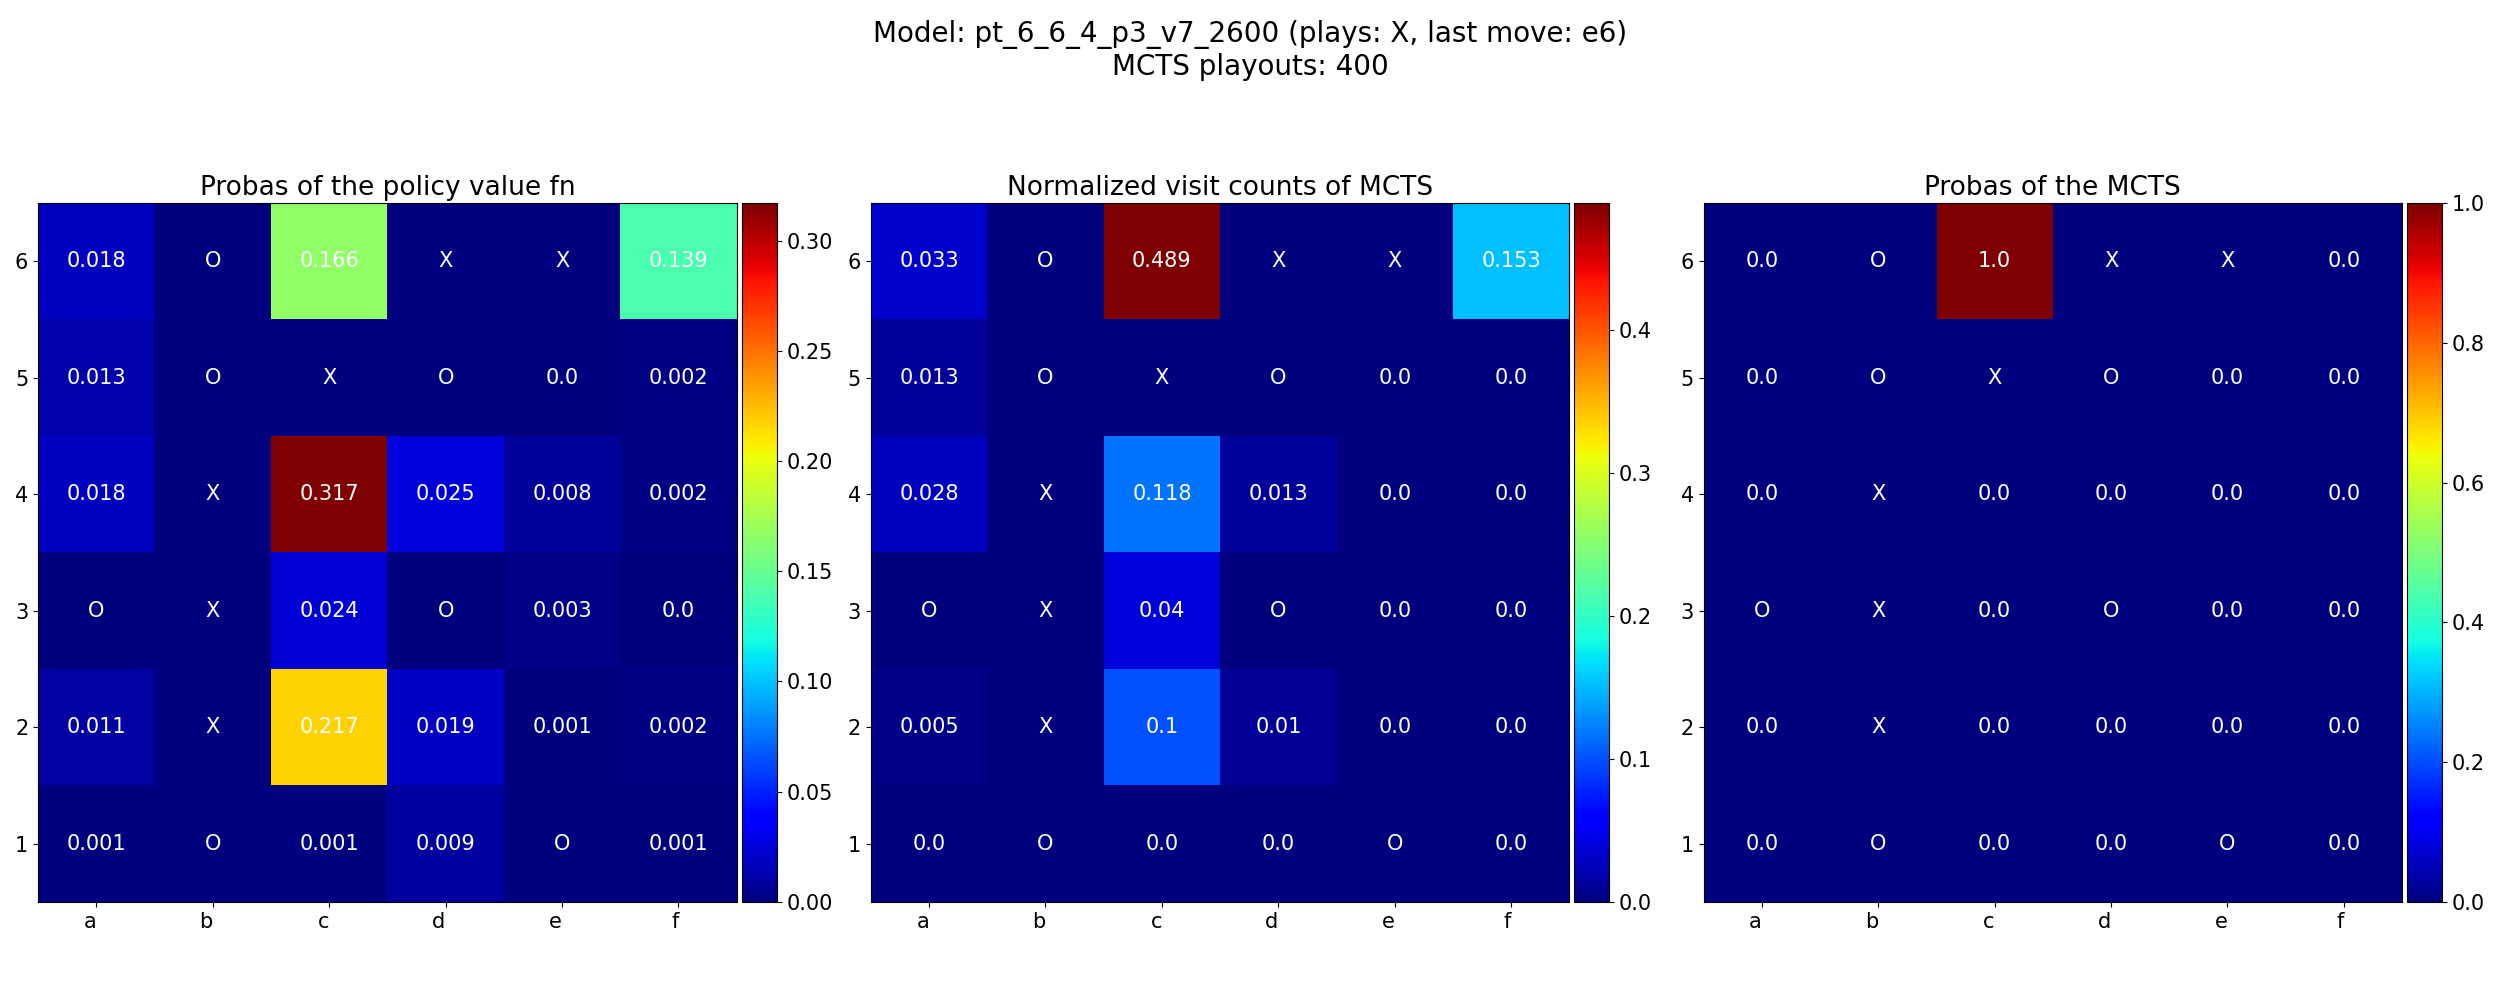 Model: pt_6_6_4_p3_v7_2600 (plays: X, last move: e6)
MCTS playouts: 400
Probas of the policy value fn
6 0.018 O 0.166 X X 0.139
5 0.013 O X O 0.0 0.002
4 0.018 X 0.317 0.025 0.008 0.002
3 O X 0.024 O 0.003 0.0
2 0.011 X 0.217 0.019 0.001 0.002
1 0.001 O 0.001 0.009 O 0.001
a b c d e f
0.30
0.25
0.20
0.15
0.10
0.05
0.00
Normalized visit counts of MCTS
6 0.033 O 0.489 X X 0.153
5 0.013 O X O 0.0 0.0
4 0.028 X 0.118 0.013 0.0 0.0
3 O X 0.04 O 0.0 0.0
2 0.005 X 0.1 0.01 0.0 0.0
1 0.0 O 0.0 0.0 O 0.0
a b c d e f
0.4
0.3
0.2
0.1
0.0
Probas of the MCTS
6 0.0 O 1.0 X X 0.0
5 0.0 O X O 0.0 0.0
4 0.0 X 0.0 0.0 0.0 0.0
3 O X 0.0 O 0.0 0.0
2 0.0 X 0.0 0.0 0.0 0.0
1 0.0 O 0.0 0.0 O 0.0
a b c d e f
1.0
0.8
0.6
0.4
0.2
0.0